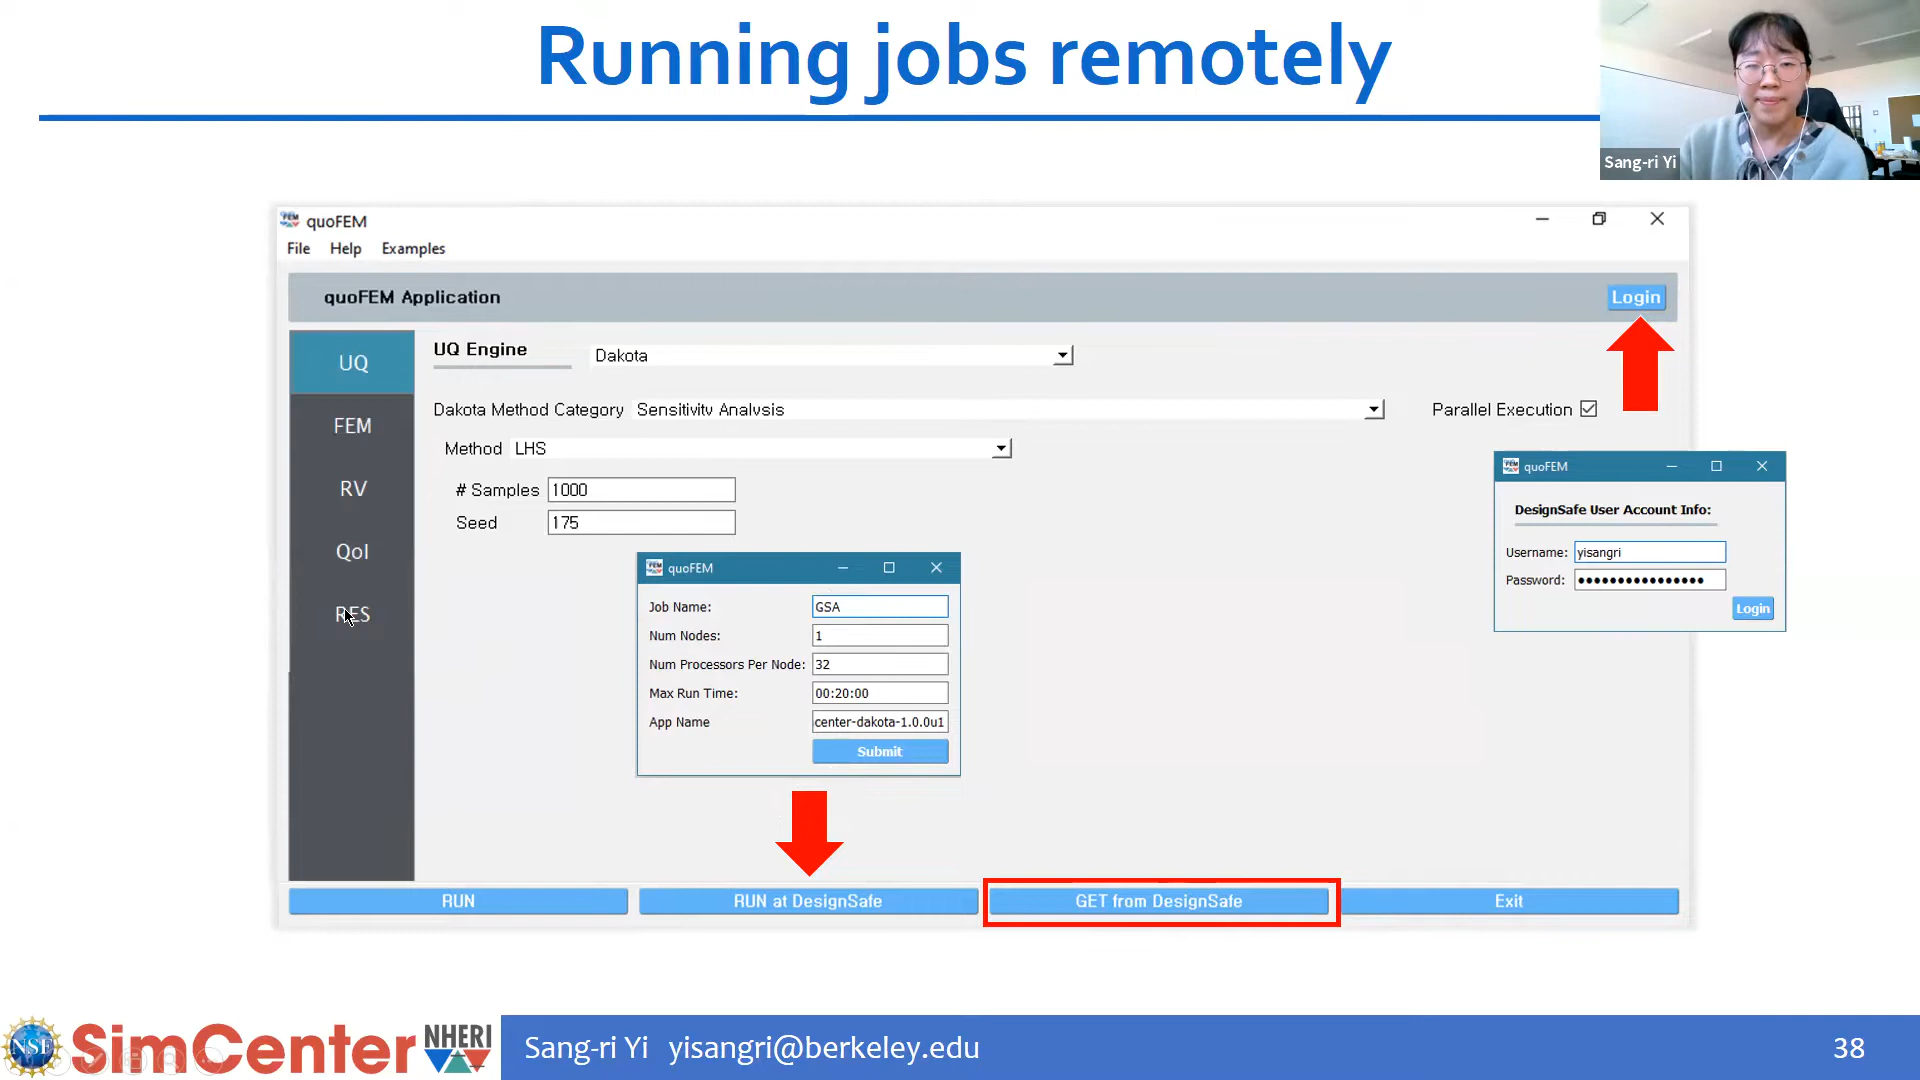 Running jobs remotely
Sang-ri Yi
quoFEM
File Help Examples
quoFEM Application
Login
UQ
FEM
RV
QoI
RES
UQ Engine Dakota
Dakota Method Category Sensitivity Analysis
Parallel Execution
Method LHS
# Samples 1000
Seed 175
quoFEM
Job Name: GSA
Num Nodes: 1
Num Processors Per Node: 32
Max Run Time: 00:20:00
App Name center-dakota-1.0.0u1
Submit
quoFEM
DesignSafe User Account Info:
Username: yisangri
Password: ••••••••••••••••
Login
RUN
RUN at DesignSafe
GET from DesignSafe
Exit
NSF
SimCenter
NHERI
Sang-ri Yi yisangri@berkeley.edu
38